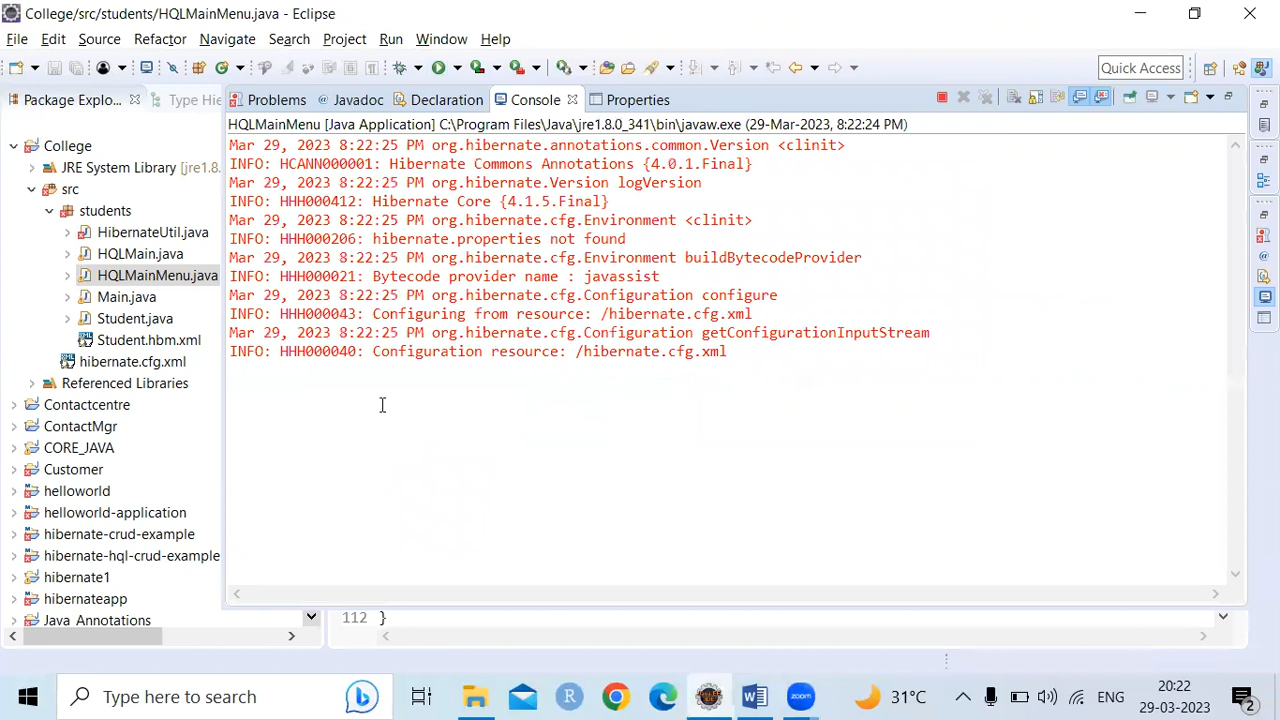 College/src/students/HQLMainMenu.java - Eclipse
File Edit Source Refactor Navigate Search Project Run Window Help
Quick Access
Package Explo... Type Hie
Problems @ Javadoc Declaration Console Properties
HQLMainMenu [Java Application] C:\Program Files\Java\jre1.8.0_341\bin\javaw.exe (29-Mar-2023, 8:22:24 PM)
Mar 29, 2023 8:22:25 PM org.hibernate.annotations.common.Version <clinit>
INFO: HCANN000001: Hibernate Commons Annotations {4.0.1.Final}
Mar 29, 2023 8:22:25 PM org.hibernate.Version logVersion
INFO: HHH000412: Hibernate Core {4.1.5.Final}
Mar 29, 2023 8:22:25 PM org.hibernate.cfg.Environment <clinit>
INFO: HHH000206: hibernate.properties not found
Mar 29, 2023 8:22:25 PM org.hibernate.cfg.Environment buildBytecodeProvider
INFO: HHH000021: Bytecode provider name : javassist
Mar 29, 2023 8:22:25 PM org.hibernate.cfg.Configuration configure
INFO: HHH000043: Configuring from resource: /hibernate.cfg.xml
Mar 29, 2023 8:22:25 PM org.hibernate.cfg.Configuration getConfigurationInputStream
INFO: HHH000040: Configuration resource: /hibernate.cfg.xml
College
JRE System Library [jre1.8.
src
students
HibernateUtil.java
HQLMain.java
HQLMainMenu.java
Main.java
Student.java
Student.hbm.xml
hibernate.cfg.xml
Referenced Libraries
Contactcentre
ContactMgr
CORE_JAVA
Customer
helloworld
helloworld-application
hibernate-crud-example
hibernate-hql-crud-example
hibernate1
hibernateapp
Java Annotations
112 }
Type here to search
31°C
ENG
20:22
29-03-2023
2